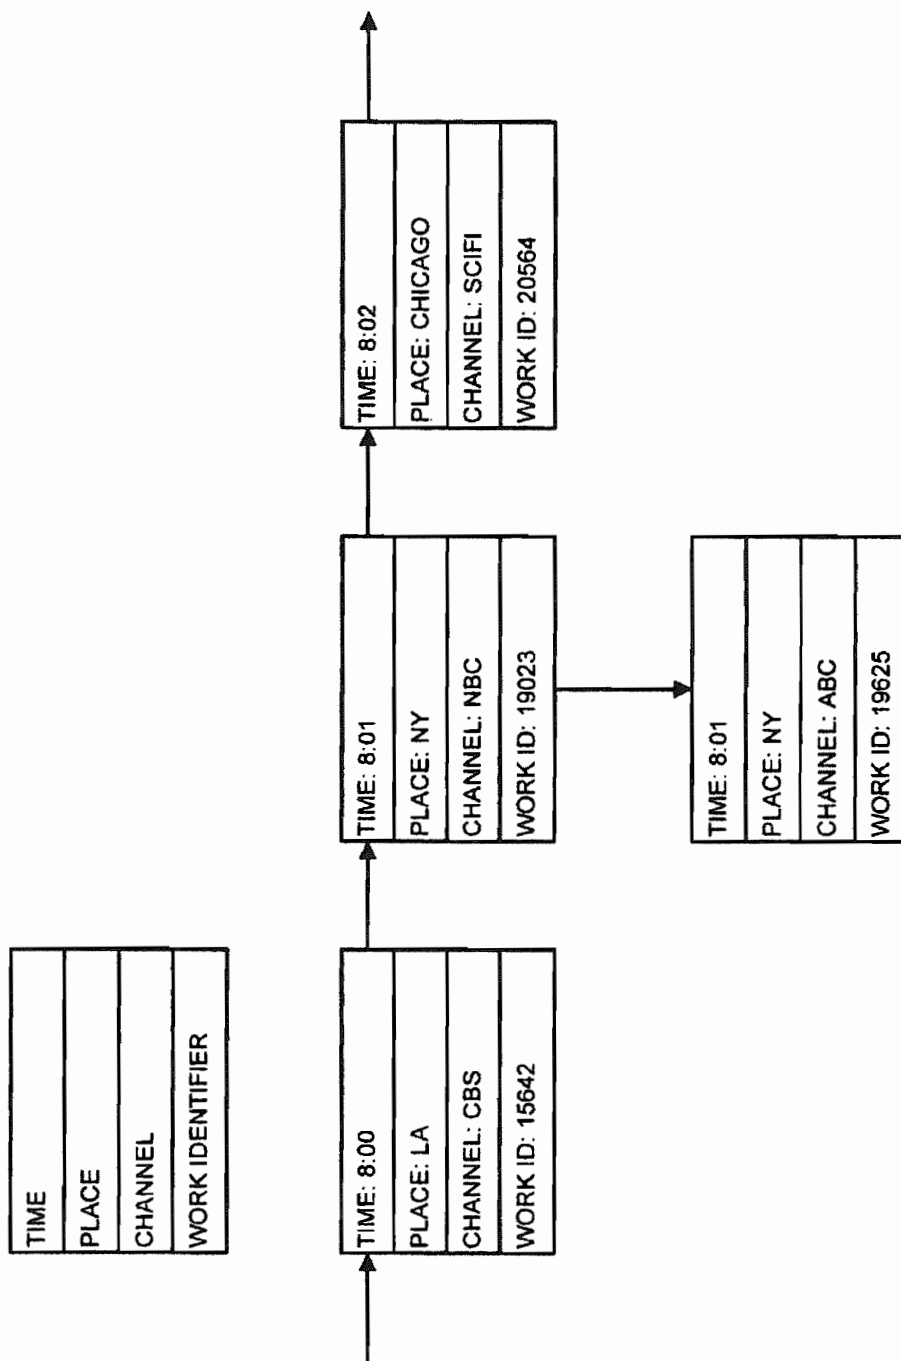 TIME
PLACE
CHANNEL
WORK IDENTIFIER
TIME: 8:00
PLACE: LA
CHANNEL: CBS
WORK ID: 15642
TIME: 8:01
PLACE: NY
CHANNEL: NBC
WORK ID: 19023
TIME: 8:02
PLACE: CHICAGO
CHANNEL: SCIFI
WORK ID: 20564
TIME: 8:01
PLACE: NY
CHANNEL: ABC
WORK ID: 19625